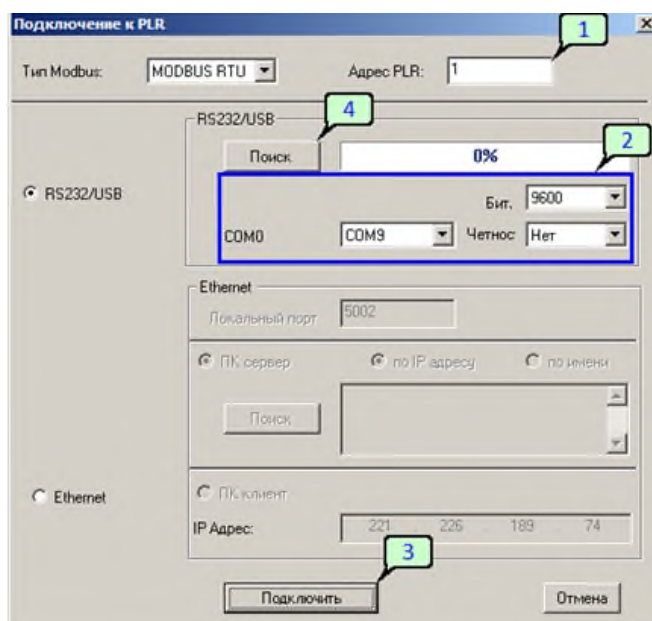 Подключение к PLR
1
Тип Modbus: MODBUS RTU Адрес PLR: 1
RS232/USB
4
Поиск 0%
2
RS232/USB
Бит. 9600
COM0 COM9 Четнос Нет
Ethernet
Локальный порт 5002
ПК сервер по IP адресу по имени
Поиск
Ethernet
ПК клиент
IP Адрес: 221 . 226 . 189 . 74
3
Подключить Отмена